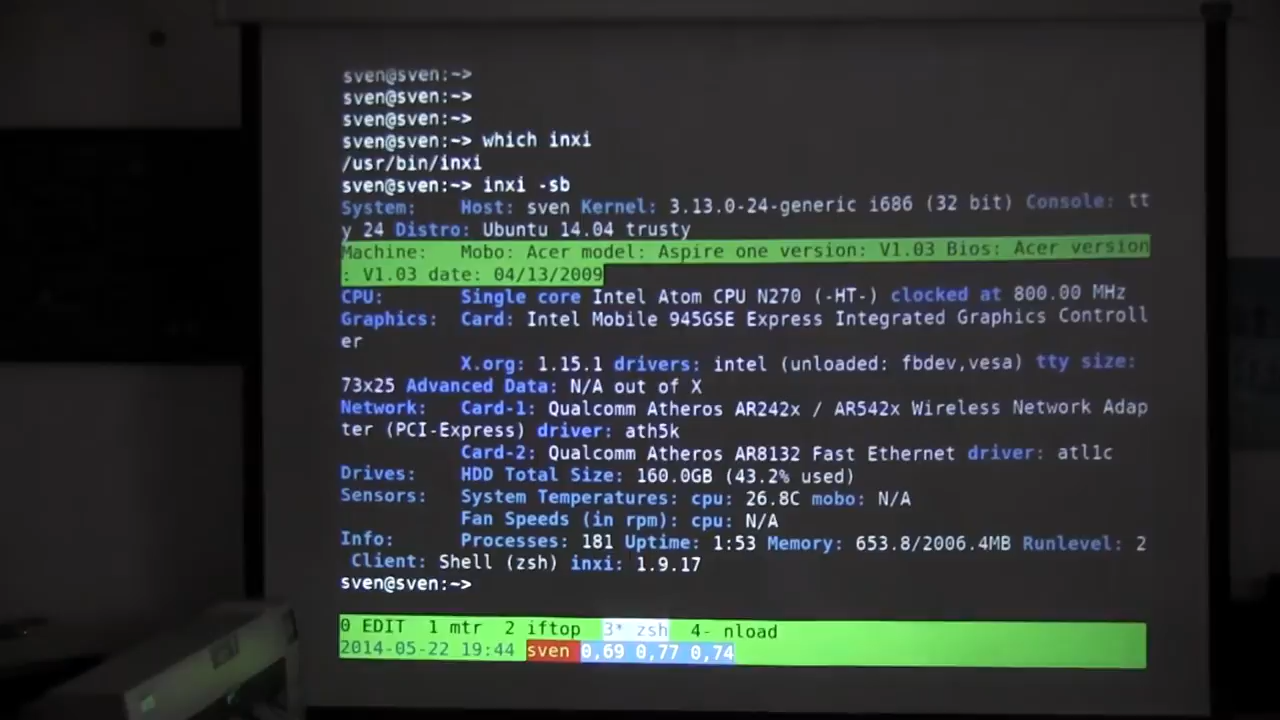 sven@sven:~>
sven@sven:~>
sven@sven:~>
sven@sven:~> which inxi
/usr/bin/inxi
sven@sven:~> inxi -sb
System:    Host: sven Kernel: 3.13.0-24-generic i686 (32 bit) Console: tt
y 24 Distro: Ubuntu 14.04 trusty
Machine:   Mobo: Acer model: Aspire one version: V1.03 Bios: Acer version
: V1.03 date: 04/13/2009
CPU:       Single core Intel Atom CPU N270 (-HT-) clocked at 800.00 MHz
Graphics:  Card: Intel Mobile 945GSE Express Integrated Graphics Controll
er
X.org: 1.15.1 drivers: intel (unloaded: fbdev,vesa) tty size:
73x25 Advanced Data: N/A out of X
Network:   Card-1: Qualcomm Atheros AR242x / AR542x Wireless Network Adap
ter (PCI-Express) driver: ath5k
Card-2: Qualcomm Atheros AR8132 Fast Ethernet driver: atl1c
Drives:    HDD Total Size: 160.0GB (43.2% used)
Sensors:   System Temperatures: cpu: 26.8C mobo: N/A
Fan Speeds (in rpm): cpu: N/A
Info:      Processes: 181 Uptime: 1:53 Memory: 653.8/2006.4MB Runlevel: 2
Client: Shell (zsh) inxi: 1.9.17
sven@sven:~>
0 EDIT  1 mtr  2 iftop  3* zsh  4- nload
2014-05-22 19:44 sven 0,69 0,77 0,74